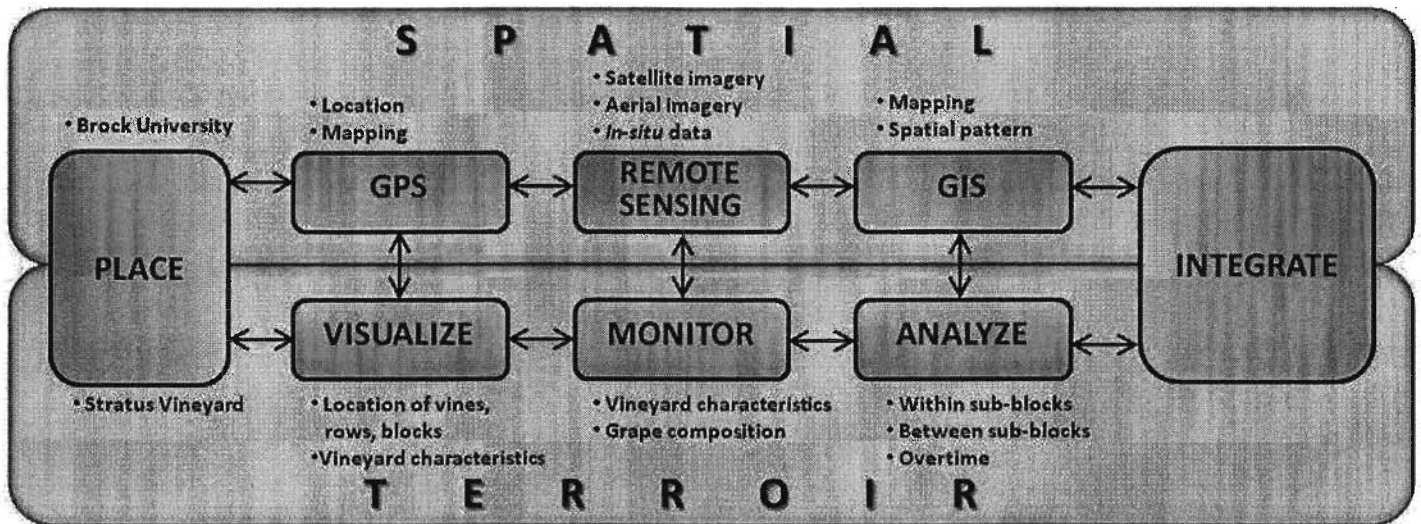 SPATIAL
• Brock University
• Location
• Mapping
• Satellite imagery
• Aerial imagery
• In-situ data
• Mapping
• Spatial pattern
PLACE
GPS
REMOTE
SENSING
GIS
INTEGRATE
VISUALIZE
MONITOR
ANALYZE
• Stratus Vineyard
• Location of vines,
rows, blocks
•Vineyard characteristics
• Vineyard characteristics
• Grape composition
• Within sub-blocks
• Between sub-blocks
• Overtime
TERROIR